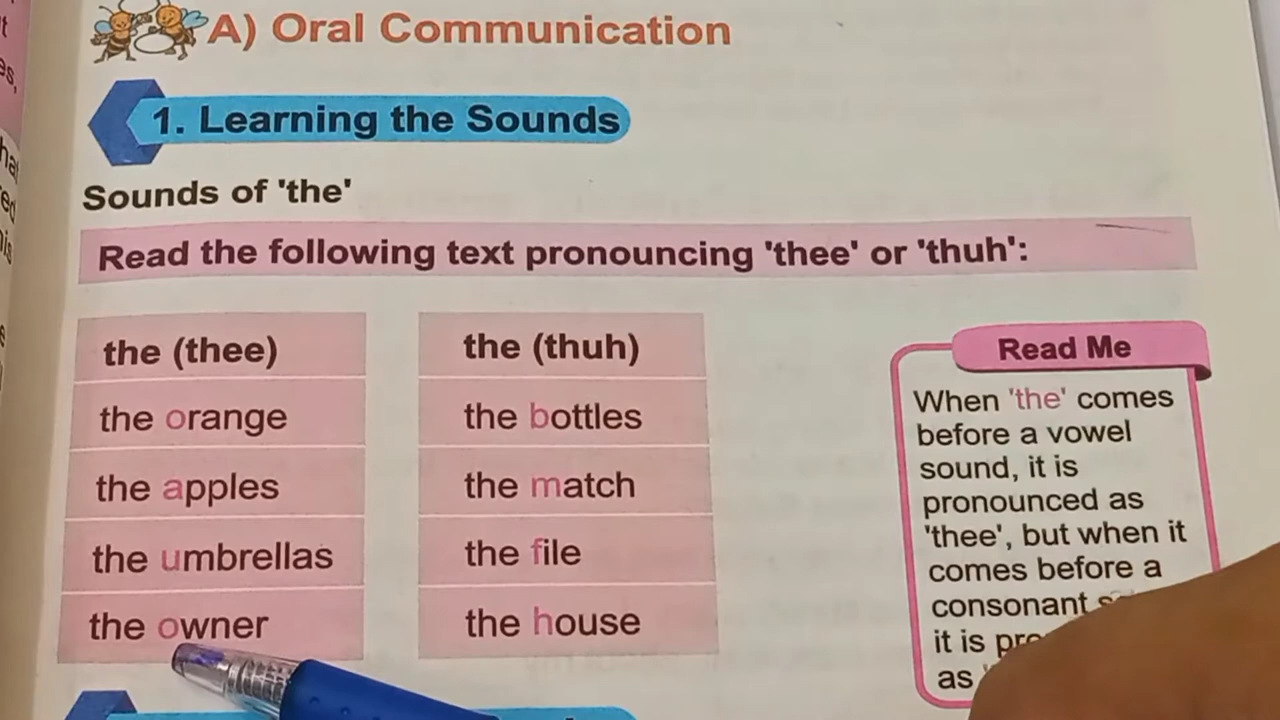 A) Oral Communication
1. Learning the Sounds
Sounds of 'the'
Read the following text pronouncing 'thee' or 'thuh':
the (thee)
the orange
the apples
the umbrellas
the owner
the (thuh)
the bottles
the match
the file
the house
Read Me
When 'the' comes
before a vowel
sound, it is
pronounced as
'thee', but when it
comes before a
consonant
it is
as